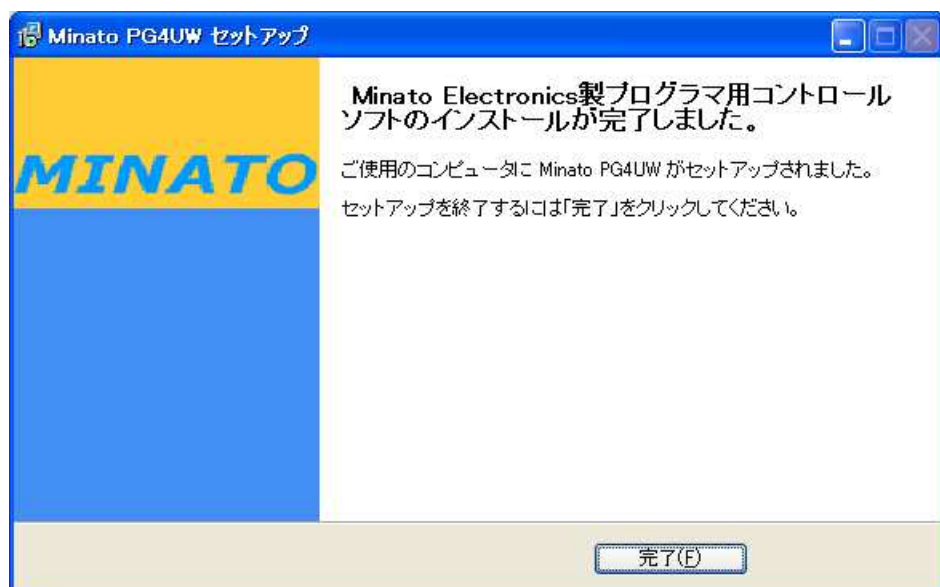 Minato PG4UW セットアップ
Minato Electronics製プログラマ用コントロール
ソフトのインストールが完了しました。
MINATO
ご使用のコンピュータに Minato PG4UW がセットアップされました。
セットアップを終了するには「完了」をクリックしてください。
完了(F)